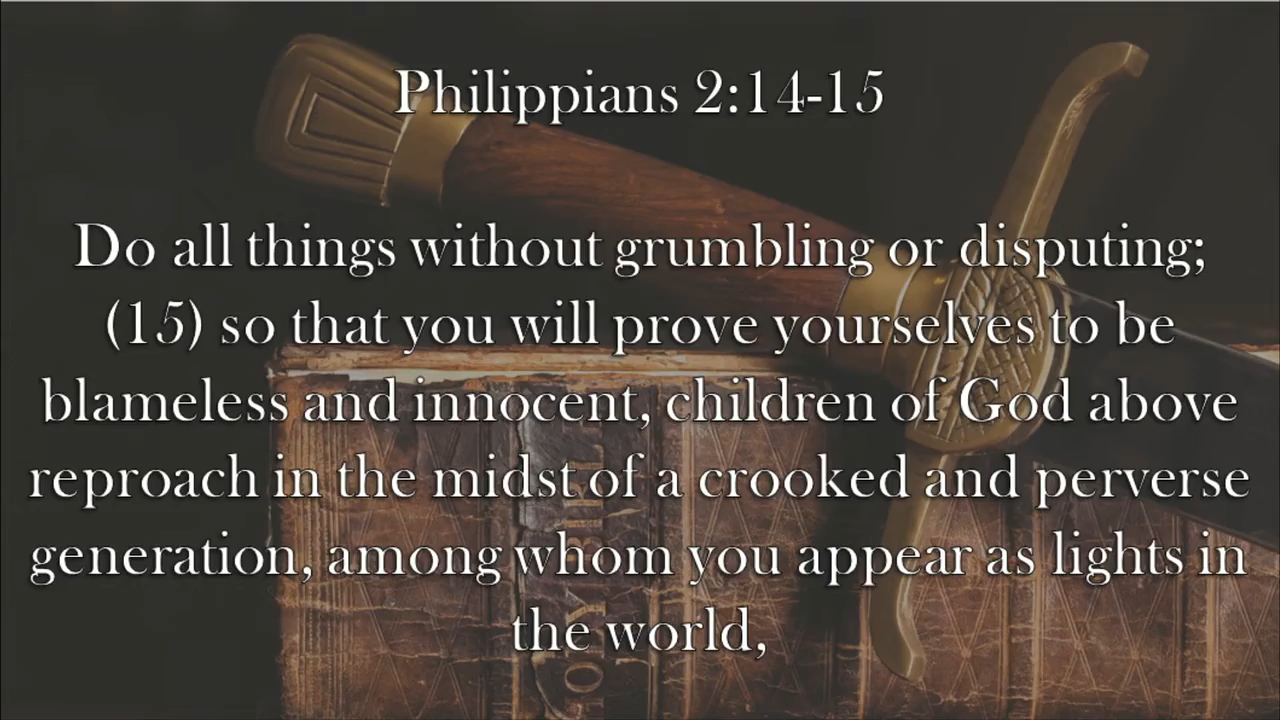 Philippians 2:14-15
Do all things without grumbling or disputing;
(15) so that you will prove yourselves to be
blameless and innocent, children of God above
reproach in the midst of a crooked and perverse
generation, among whom you appear as lights in
the world,